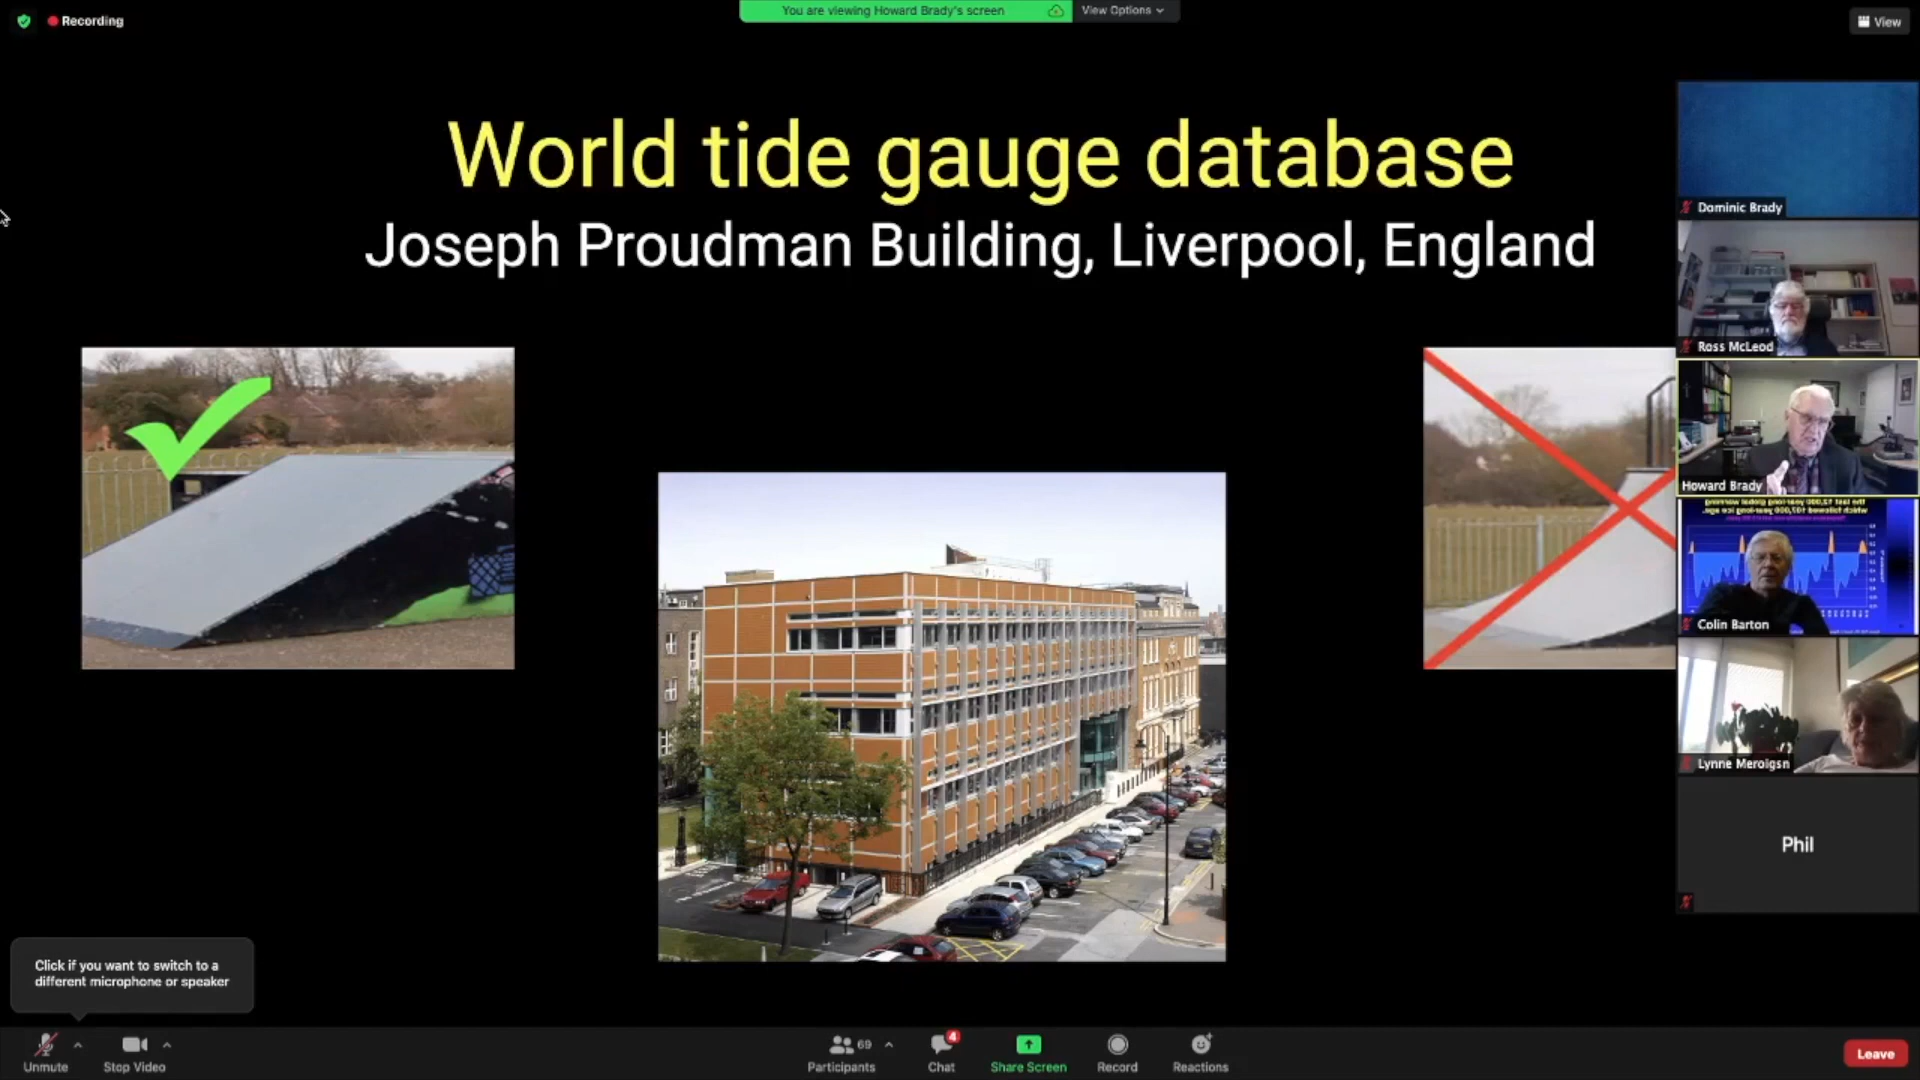 Recording
You are viewing Howard Brady's screen
View Options
View
World tide gauge database
Joseph Proudman Building, Liverpool, England
Dominic Brady
Ross McLeod
Howard Brady
Colin Barton
Lynne Meroigsn
Phil
Click if you want to switch to a
different microphone or speaker
Unmute
Stop Video
69
Participants
4
Chat
Share Screen
Record
Reactions
Leave